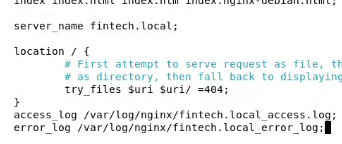 index index.html index.htm index.nginx-debian.html;
server_name fintech.local;
location / {
# First attempt to serve request as file, th
# as directory, then fall back to displaying
try_files $uri $uri/ =404;
}
access_log /var/log/nginx/fintech.local_access.log;
error_log /var/log/nginx/fintech.local_error_log;